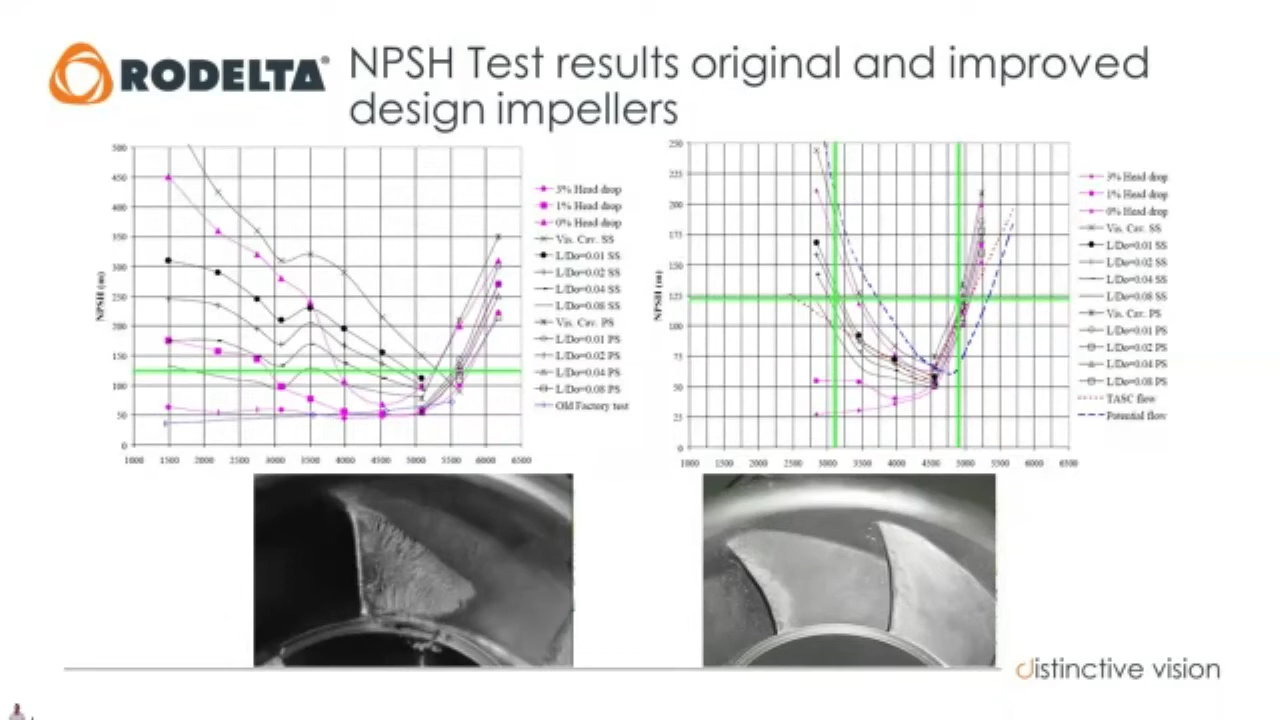 RODELTA®
NPSH Test results original and improved
design impellers
500
450
400
350
300
250
200
150
100
50
0
NPSH (m)
1000 1500 2000 2500 3000 3500 4000 4500 5000 5500 6000 6500
3% Head drop
1% Head drop
0% Head drop
Vis. Cav. SS
L/Do=0.01 SS
L/Do=0.02 SS
L/Do=0.04 SS
L/Do=0.08 SS
Vis. Cav. PS
L/Do=0.01 PS
L/Do=0.02 PS
L/Do=0.04 PS
L/Do=0.08 PS
Old Factory test
250
225
200
175
150
125
100
75
50
25
0
NPSH (m)
1000 1500 2000 2500 3000 3500 4000 4500 5000 5500 6000 6500
3% Head drop
1% Head drop
0% Head drop
Vis. Cav. SS
L/Do=0.01 SS
L/Do=0.02 SS
L/Do=0.04 SS
L/Do=0.08 SS
Vis. Cav. PS
L/Do=0.01 PS
L/Do=0.02 PS
L/Do=0.04 PS
L/Do=0.08 PS
TASC flow
Potential flow
distinctive vision